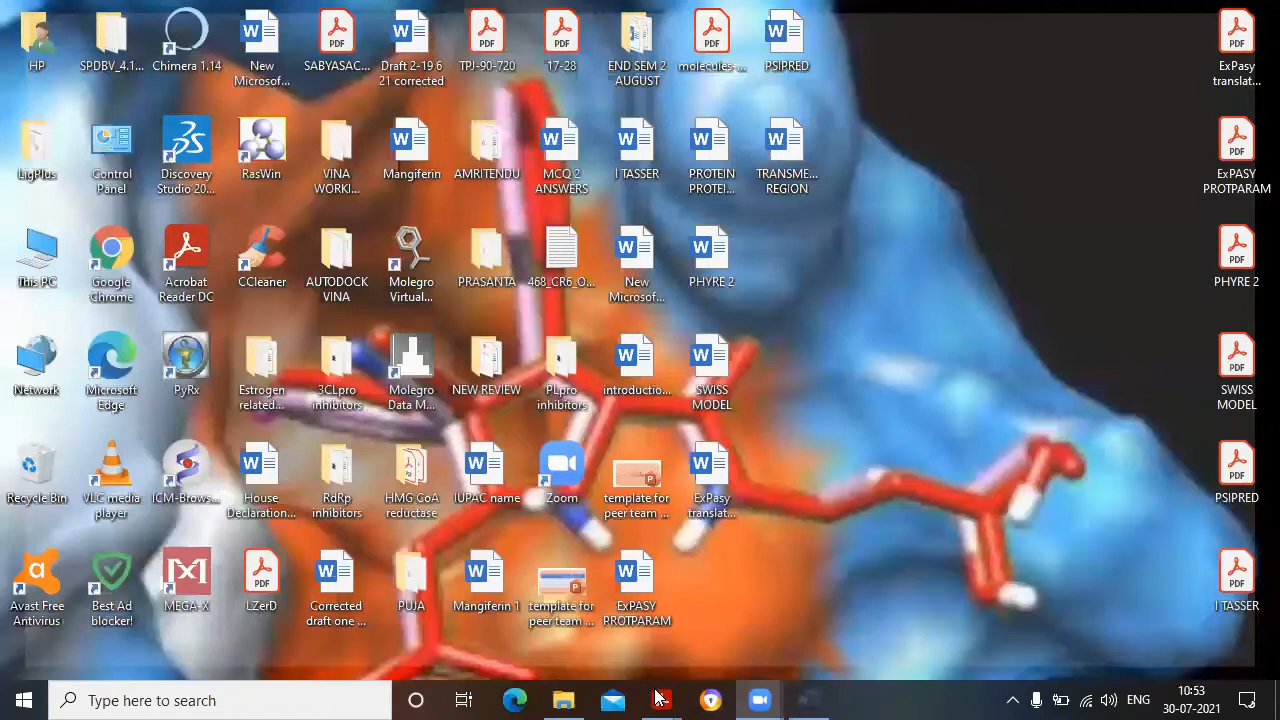 HP
SPDBV_4.1...
Chimera 1.14
New
Microsof...
SABYASAC...
Draft 2-19 6
21 corrected
TPJ-90-720
17-28
END SEM 2
AUGUST
molecules-...
PSIPRED
ExPasy
translat...
LigPlus
Control
Panel
Discovery
Studio 20...
RasWin
VINA
WORKI...
Mangiferin
AMRITENDU
MCQ 2
ANSWERS
I TASSER
PROTEIN
PROTEI...
TRANSME...
REGION
ExPASY
PROTPARAM
This PC
Google
Chrome
Acrobat
Reader DC
CCleaner
AUTODOCK
VINA
Molegro
Virtual...
PRASANTA
468_CR6_O...
New
Microsof...
PHYRE 2
PHYRE 2
Network
Microsoft
Edge
PyRx
Estrogen
related...
3CLpro
inhibitors
Molegro
Data M...
NEW REVIEW
PLpro
inhibitors
introductio...
SWISS
MODEL
SWISS
MODEL
Recycle Bin
VLC media
player
ICM-Brows...
House
Declaration...
RdRp
inhibitors
HMG CoA
reductase
IUPAC name
Zoom
template for
peer team ...
ExPasy
translat...
PSIPRED
Avast Free
Antivirus
Best Ad
blocker!
MEGA-X
LZerD
Corrected
draft one ...
PUJA
Mangiferin 1
template for
peer team ...
ExPASY
PROTPARAM
I TASSER
Type here to search
ENG
10:53
30-07-2021